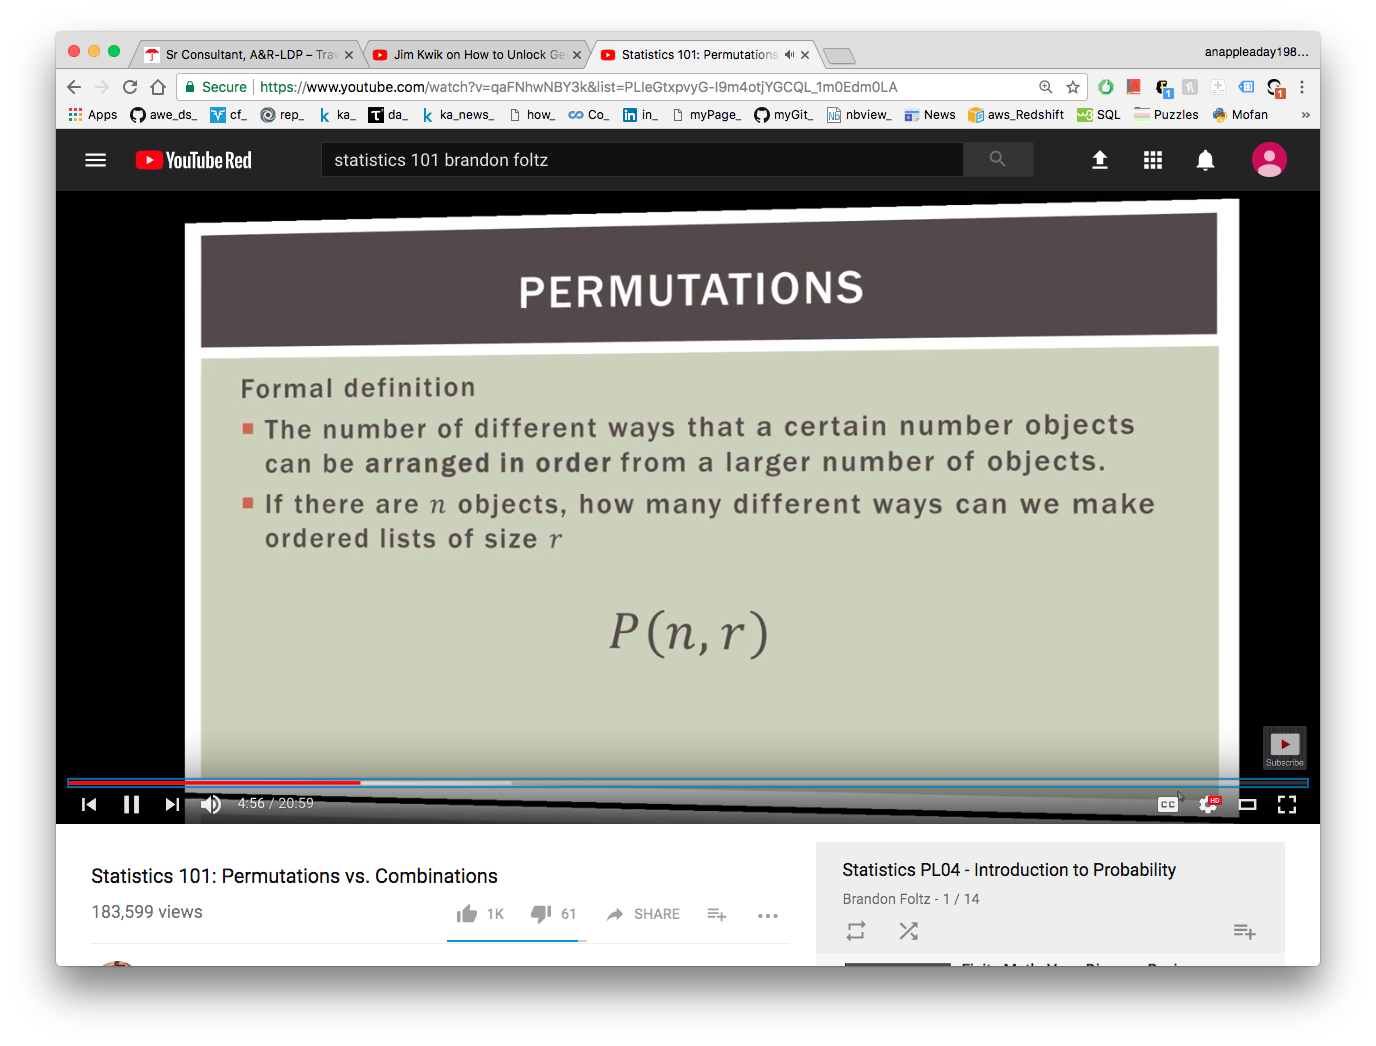 Sr Consultant, A&R-LDP – Trav
Jim Kwik on How to Unlock Ge
Statistics 101: Permutations
anappleaday198...
Secure
https://www.youtube.com/watch?v=qaFNhwNBY3k&list=PLIeGtxpvyG-I9m4otjYGCQL_1m0Edm0LA
1
1
Apps awe_ds_ cf_ rep_ ka_ da_ ka_news_ how_ Co_ in_ myPage_ myGit_ nbview_ News aws_Redshift SQL Puzzles Mofan »
YouTube Red
statistics 101 brandon foltz
PERMUTATIONS
Formal definition
The number of different ways that a certain number objects
can be arranged in order from a larger number of objects.
If there are n objects, how many different ways can we make
ordered lists of size r
P(n, r)
Subscribe
4:56 / 20:59
CC
HD
Statistics 101: Permutations vs. Combinations
183,599 views
1K
61
SHARE
Statistics PL04 - Introduction to Probability
Brandon Foltz - 1 / 14